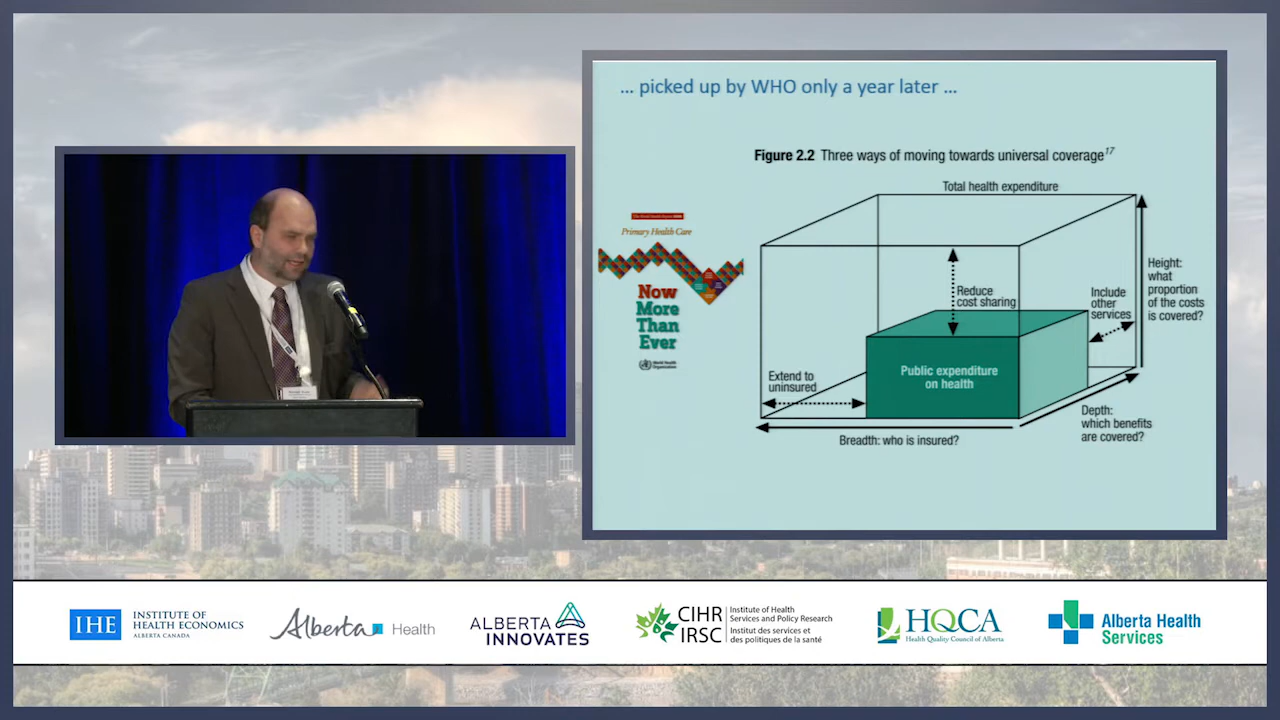 ... picked up by WHO only a year later ...
Figure 2.2 Three ways of moving towards universal coverage17
Total health expenditure
Primary Health Care
Now
More
Than
Ever
World Health
Organization
Reduce
cost sharing
Include
other
services
Height:
what
proportion
of the costs
is covered?
Public expenditure
on health
Extend to
uninsured
Depth:
which benefits
are covered?
Breadth: who is insured?
IHE
INSTITUTE OF
HEALTH ECONOMICS
ALBERTA CANADA
Alberta Health
ALBERTA
INNOVATES
CIHR
IRSC
Institute of Health
Services and Policy Research
Institut des services et
des politiques de la santé
HQCA
Health Quality Council of Alberta
Alberta Health
Services